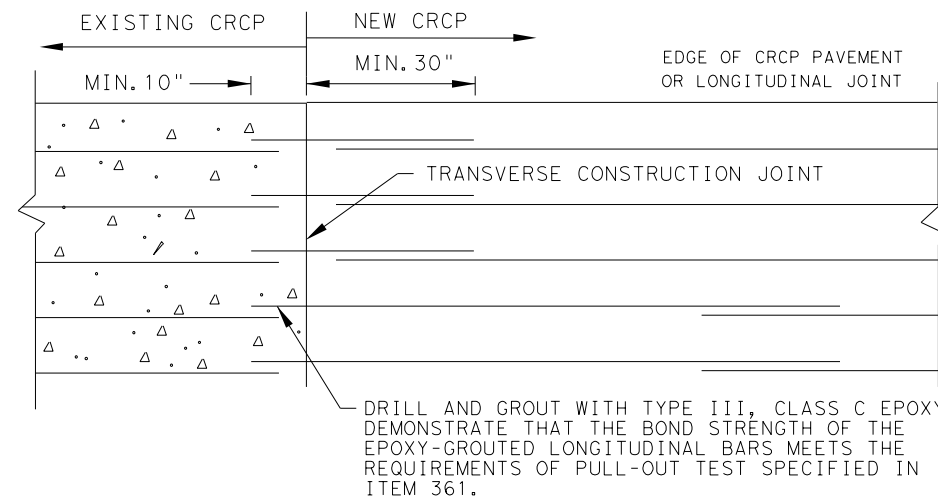 EXISTING CRCP
NEW CRCP
MIN. 10"
MIN. 30"
EDGE OF CRCP PAVEMENT
OR LONGITUDINAL JOINT
TRANSVERSE CONSTRUCTION JOINT
DRILL AND GROUT WITH TYPE III, CLASS C EPOXY
DEMONSTRATE THAT THE BOND STRENGTH OF THE
EPOXY-GROUTED LONGITUDINAL BARS MEETS THE
REQUIREMENTS OF PULL-OUT TEST SPECIFIED IN
ITEM 361.